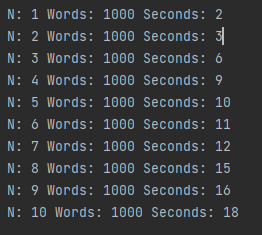 N: 1 Words: 1000 Seconds: 2
N: 2 Words: 1000 Seconds: 3
N: 3 Words: 1000 Seconds: 6
N: 4 Words: 1000 Seconds: 9
N: 5 Words: 1000 Seconds: 10
N: 6 Words: 1000 Seconds: 11
N: 7 Words: 1000 Seconds: 12
N: 8 Words: 1000 Seconds: 15
N: 9 Words: 1000 Seconds: 16
N: 10 Words: 1000 Seconds: 18